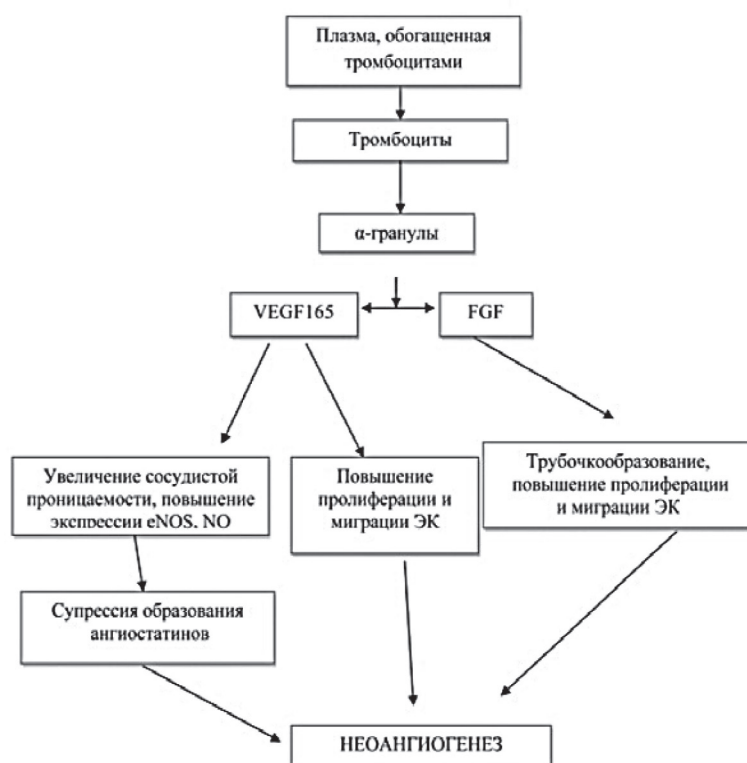 Плазма, обогащенная
тромбоцитами
Тромбоциты
α-гранулы
VEGF165
FGF
Увеличение сосудистой
проницаемости, повышение
экспрессии eNOS, NO
Повышение
пролиферации и
миграции ЭК
Трубочкообразование,
повышение пролиферации
и миграции ЭК
Супрессия образования
ангиостатинов
НЕОАНГИОГЕНЕЗ